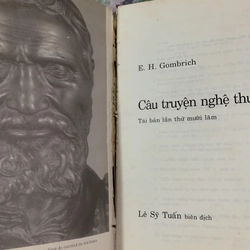 E. H. Gombrich
Câu truyện nghệ thu
Tái bản lần thứ mười lăm
Lê Sỹ Tuấn biên dịch